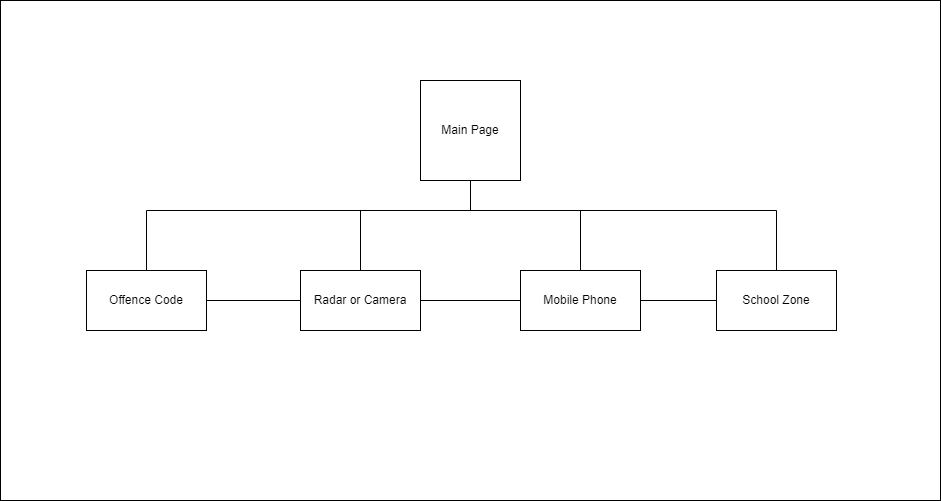 Main Page
Offence Code
Radar or Camera
Mobile Phone
School Zone